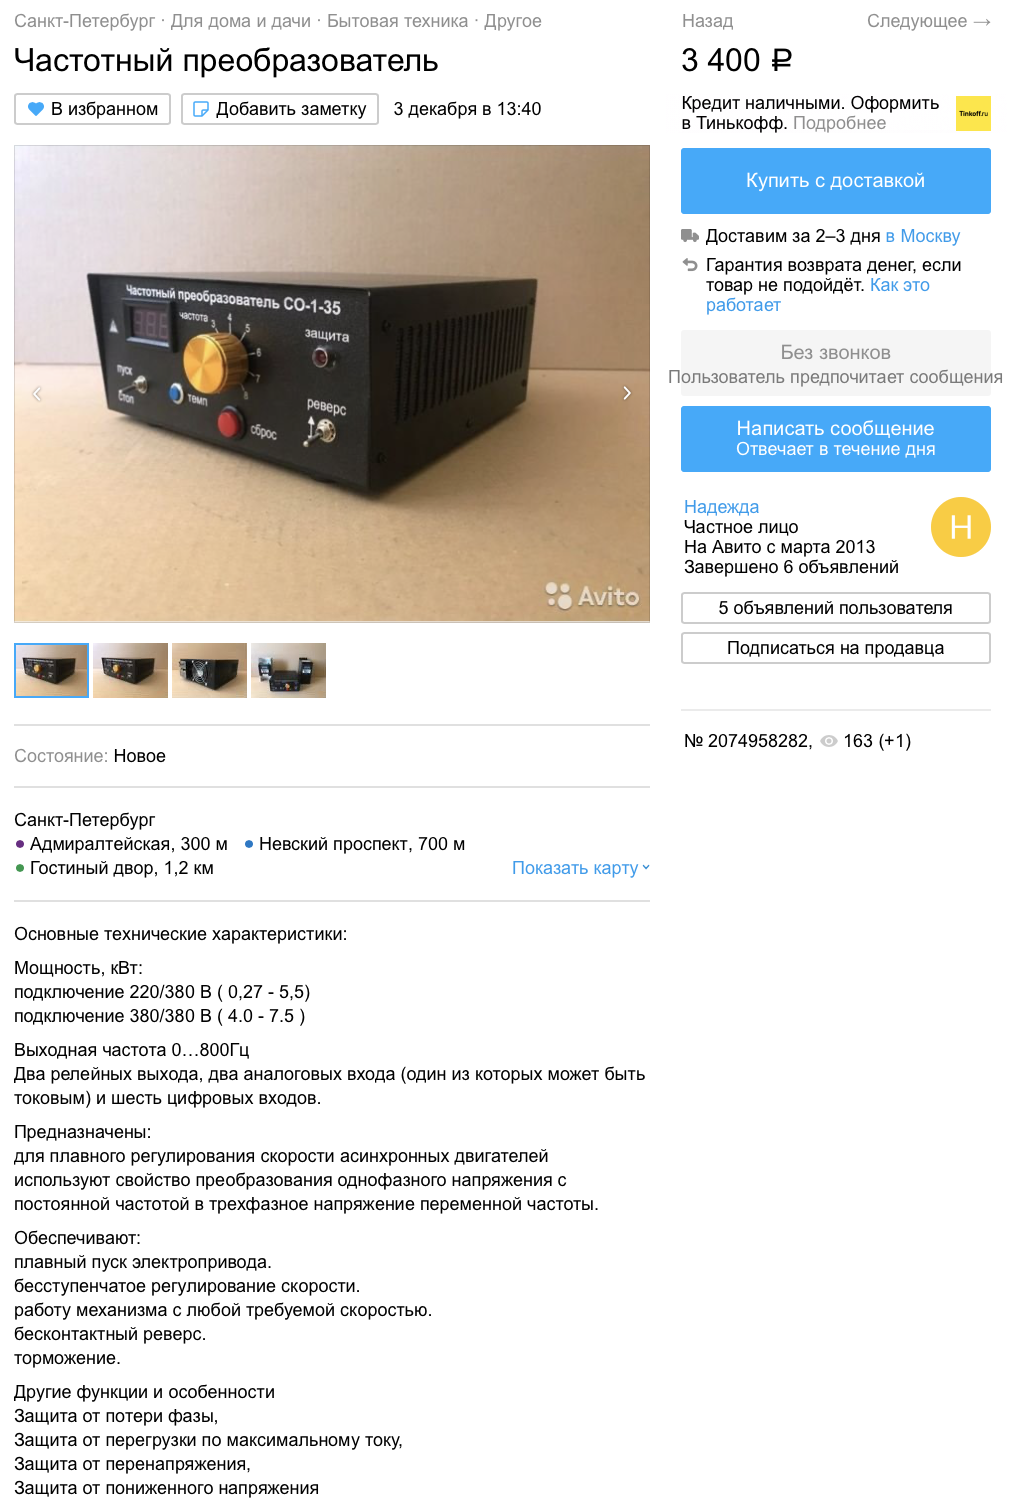 Санкт-Петербург · Для дома и дачи · Бытовая техника · Другое
Частотный преобразователь
В избранном
Добавить заметку
3 декабря в 13:40
Частотный преобразователь СО-1-35
частота
3
4
5
6
7
8
защита
пуск
Стоп
темп
сброс
реверс
Avito
Состояние: Новое
Санкт-Петербург
Адмиралтейская, 300 м
Невский проспект, 700 м
Гостиный двор, 1,2 км
Показать карту
Основные технические характеристики:
Мощность, кВт:
подключение 220/380 В ( 0,27 - 5,5)
подключение 380/380 В ( 4.0 - 7.5 )
Выходная частота 0…800Гц
Два релейных выхода, два аналоговых входа (один из которых может быть
токовым) и шесть цифровых входов.
Предназначены:
для плавного регулирования скорости асинхронных двигателей
используют свойство преобразования однофазного напряжения с
постоянной частотой в трехфазное напряжение переменной частоты.
Обеспечивают:
плавный пуск электропривода.
бесступенчатое регулирование скорости.
работу механизма с любой требуемой скоростью.
бесконтактный реверс.
торможение.
Другие функции и особенности
Защита от потери фазы,
Защита от перегрузки по максимальному току,
Защита от перенапряжения,
Защита от пониженного напряжения
Назад
Следующее →
3 400 ₽
Кредит наличными. Оформить
в Тинькофф. Подробнее
Tinkoff.ru
Купить с доставкой
Доставим за 2–3 дня в Москву
Гарантия возврата денег, если
товар не подойдёт. Как это
работает
Без звонков
Пользователь предпочитает сообщения
Написать сообщение
Отвечает в течение дня
Надежда
Н
Частное лицо
На Авито с марта 2013
Завершено 6 объявлений
5 объявлений пользователя
Подписаться на продавца
№ 2074958282, 163 (+1)